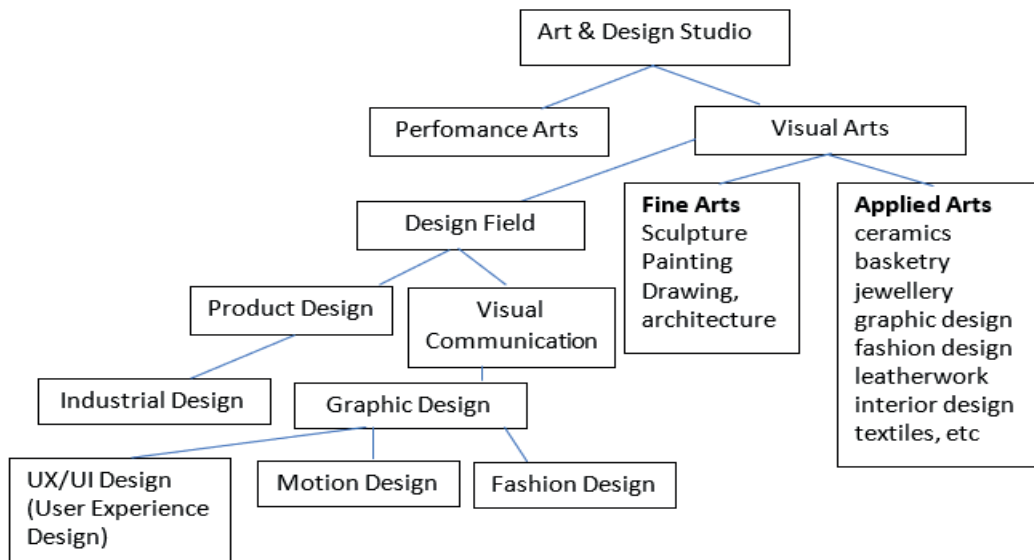 Art & Design Studio
Perfomance Arts
Visual Arts
Design Field
Fine Arts
Sculpture
Painting
Drawing,
architecture
Applied Arts
ceramics
basketry
jewellery
graphic design
fashion design
leatherwork
interior design
textiles, etc
Product Design
Visual
Communication
Industrial Design
Graphic Design
UX/UI Design
(User Experience
Design)
Motion Design
Fashion Design